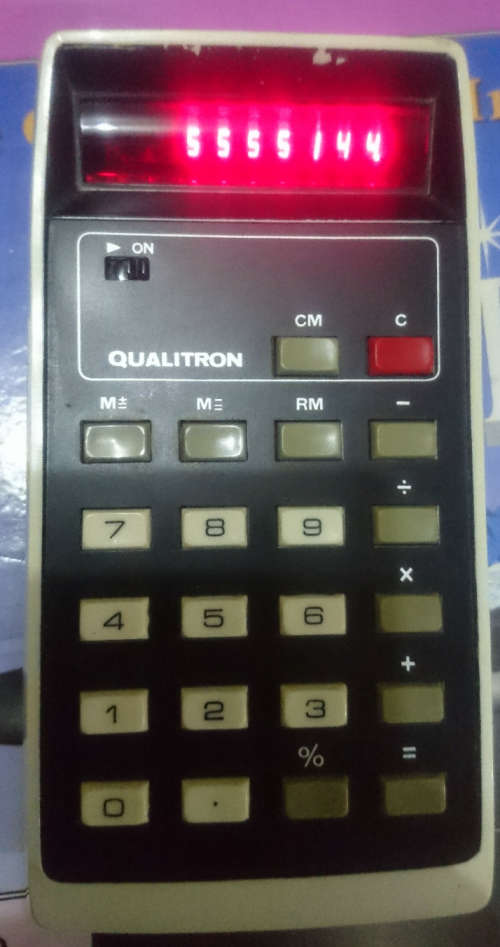 5555144
▶ ON
CM C
QUALITRON
M± M= RM −
÷
7 8 9
×
4 5 6
+
1 2 3
% =
0 .